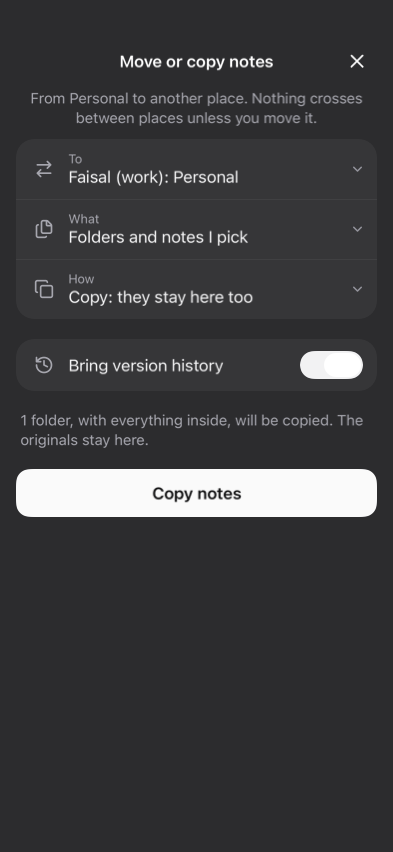 Move or copy notes
From Personal to another place. Nothing crosses
between places unless you move it.
To
Faisal (work): Personal
What
Folders and notes I pick
How
Copy: they stay here too
Bring version history
1 folder, with everything inside, will be copied. The
originals stay here.
Copy notes